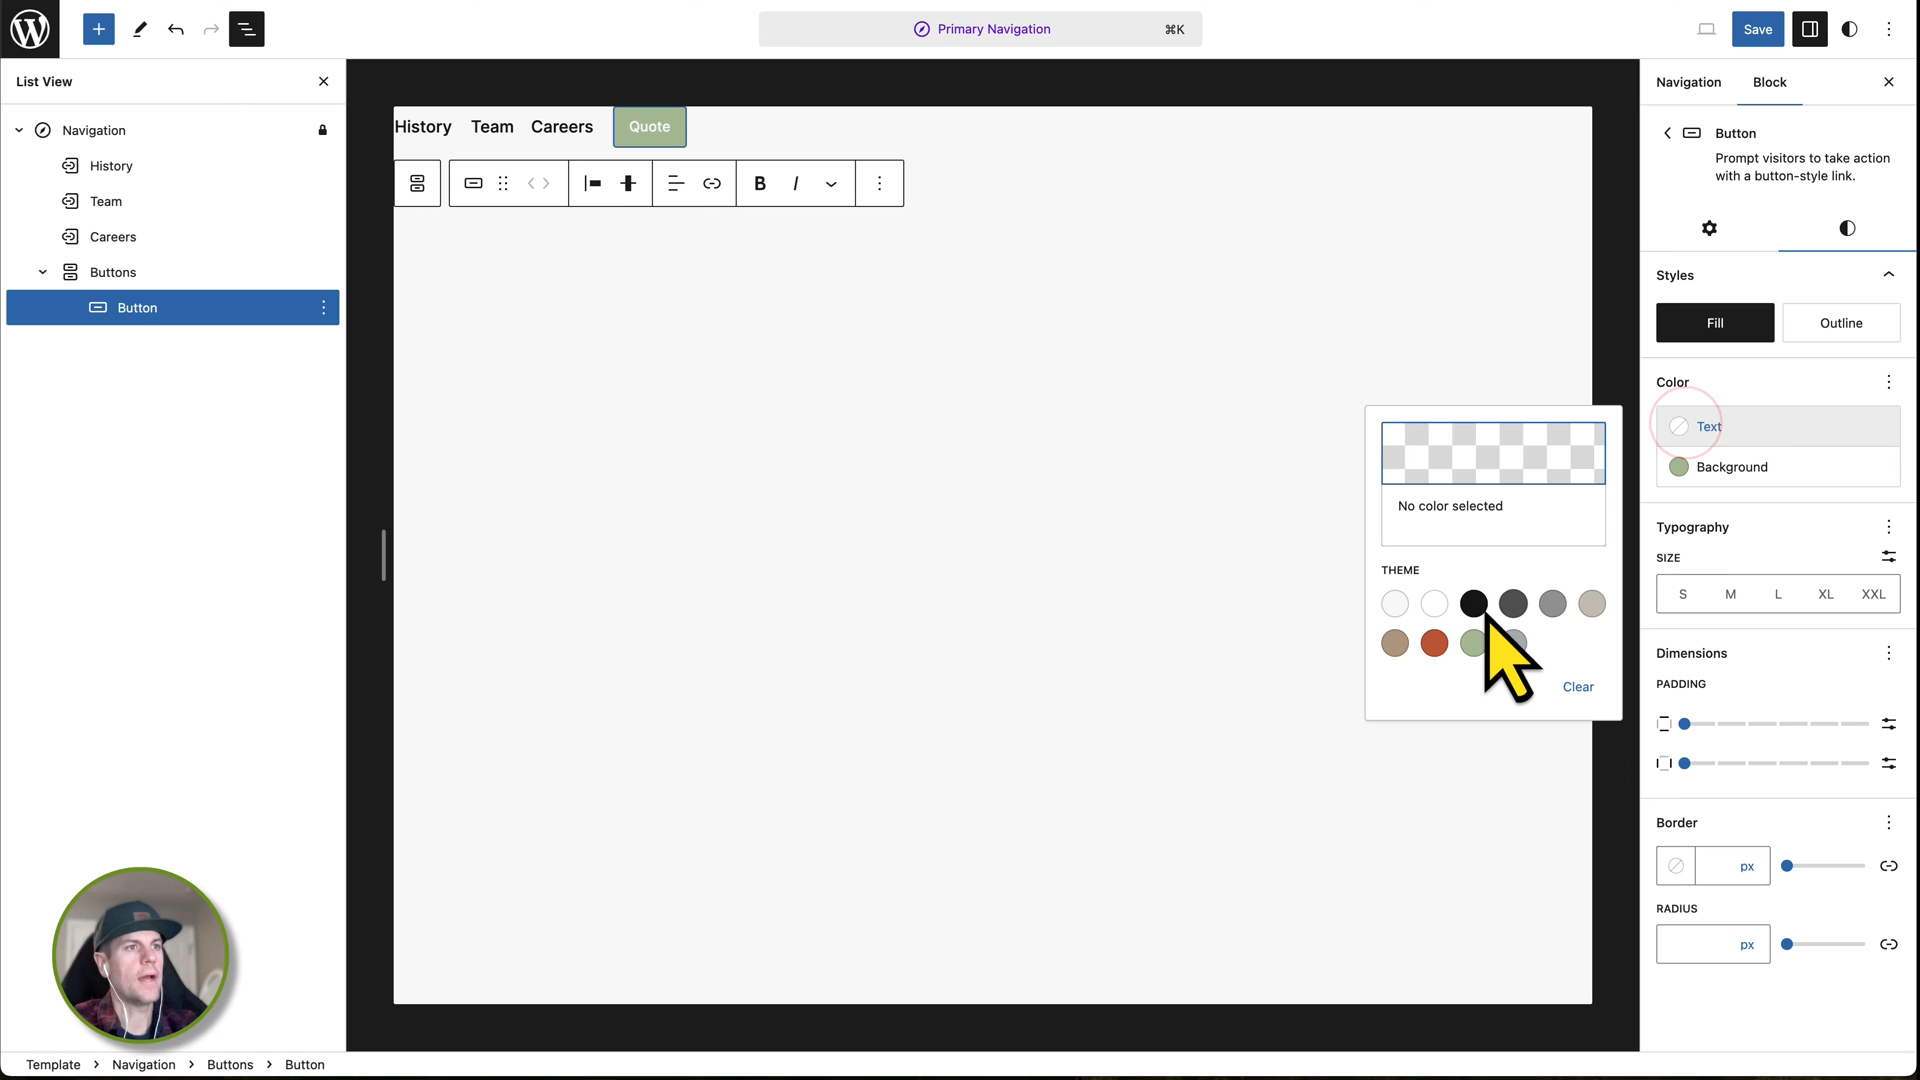 Primary Navigation
⌘K
Save
List View
Navigation
History
Team
Careers
Buttons
Button
History Team Careers Quote
B I
No color selected
THEME
Clear
Navigation Block
Button
Prompt visitors to take action
with a button-style link.
Styles
Fill Outline
Color
Text
Background
Typography
SIZE
S M L XL XXL
Dimensions
PADDING
Border
px
RADIUS
px
Template > Navigation > Buttons > Button